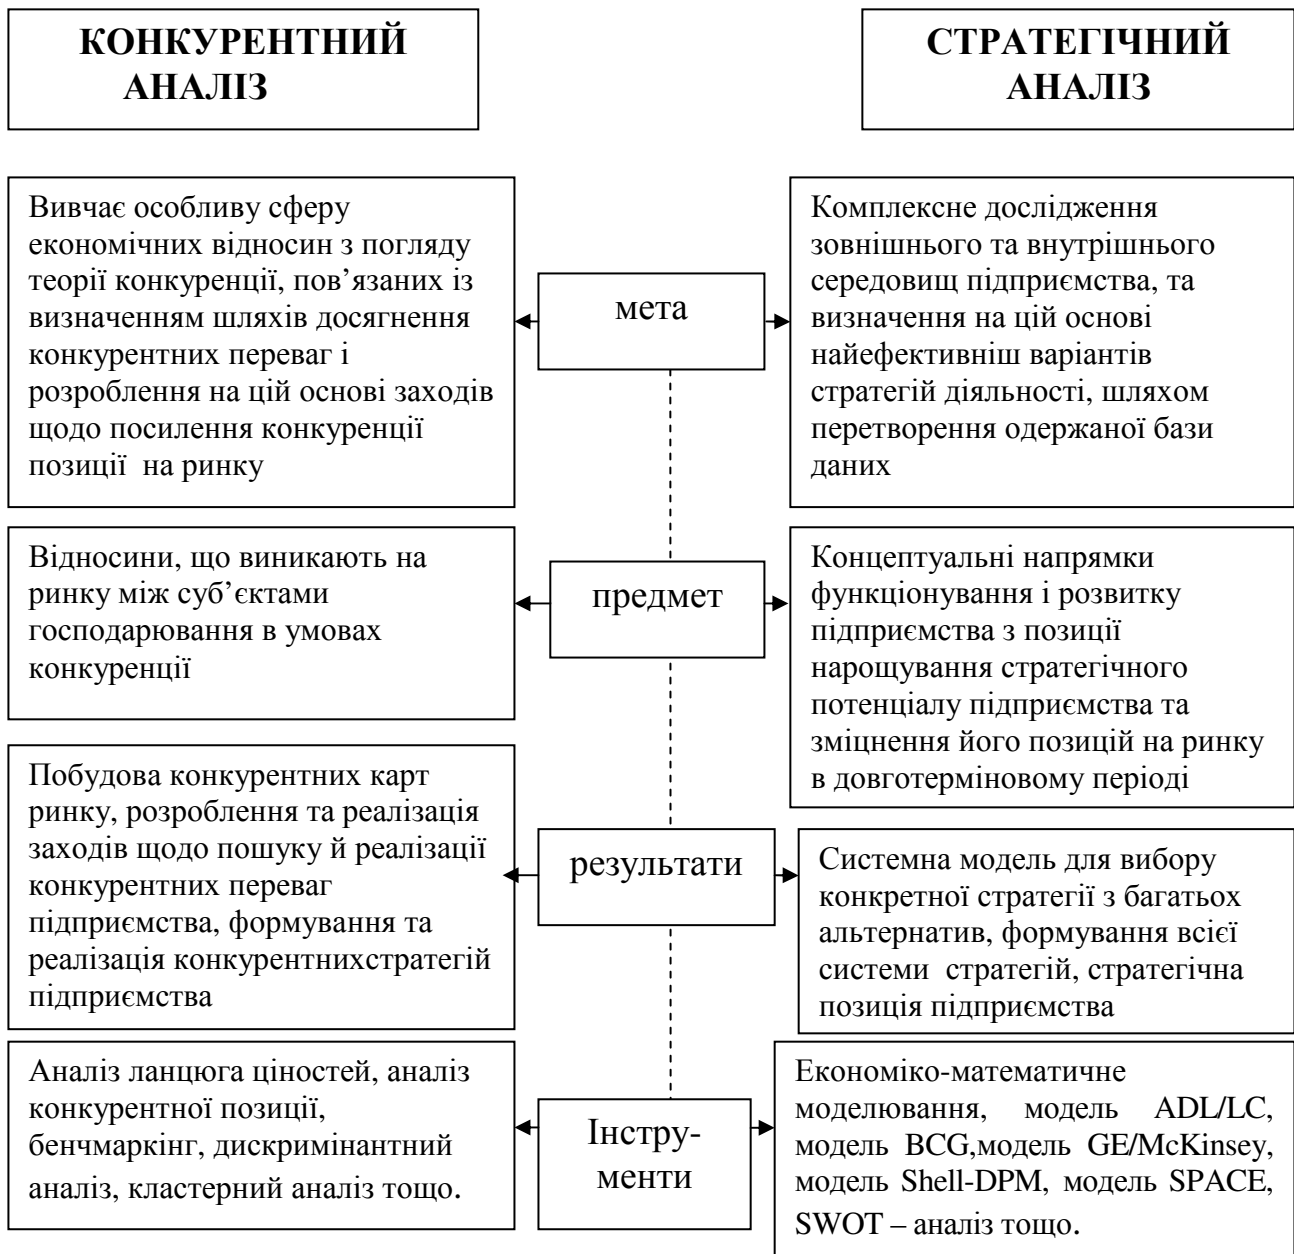 КОНКУРЕНТНИЙ
АНАЛІЗ
СТРАТЕГІЧНИЙ
АНАЛІЗ
Вивчає особливу сферу
економічних відносин з погляду
теорії конкуренції, пов’язаних із
визначенням шляхів досягнення
конкурентних переваг і
розроблення на цій основі заходів
щодо посилення конкуренції
позиції на ринку
мета
Комплексне дослідження
зовнішнього та внутрішнього
середовищ підприємства, та
визначення на цій основі
найефективніш варіантів
стратегій діяльності, шляхом
перетворення одержаної бази
даних
Відносини, що виникають на
ринку між суб’єктами
господарювання в умовах
конкуренції
предмет
Концептуальні напрямки
функціонування і розвитку
підприємства з позиції
нарощування стратегічного
потенціалу підприємства та
зміцнення його позицій на ринку
в довготерміновому періоді
Побудова конкурентних карт
ринку, розроблення та реалізація
заходів щодо пошуку й реалізації
конкурентних переваг
підприємства, формування та
реалізація конкурентнихстратегій
підприємства
результати
Системна модель для вибору
конкретної стратегії з багатьох
альтернатив, формування всієї
системи стратегій, стратегічна
позиція підприємства
Аналіз ланцюга цінностей, аналіз
конкурентної позиції,
бенчмаркінг, дискримінантний
аналіз, кластерний аналіз тощо.
Інстру-
менти
Економіко-математичне
моделювання, модель ADL/LC,
модель BCG,модель GE/McKinsey,
модель Shell-DPM, модель SPACE,
SWOT – аналіз тощо.